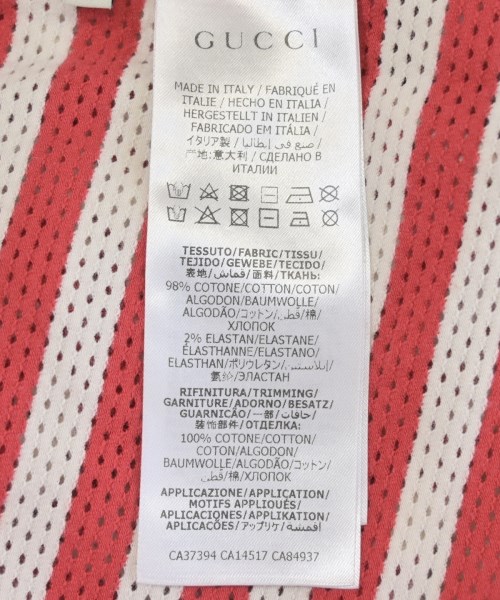 GUCCI
MADE IN ITALY / FABRIQUÉ EN
ITALIE / HECHO EN ITALIA /
HERGESTELLT IN ITALIEN /
FABRICADO EM ITÁLIA /
イタリア製 / صنع في إيطاليا /
产地:意大利 / СДЕЛАНО В
ИТАЛИИ
TESSUTO/FABRIC/TISSU/
TEJIDO/GEWEBE/TECIDO/
表地/قماش/面料/ТКАНЬ:
98% COTONE/COTTON/COTON/
ALGODON/BAUMWOLLE/
ALGODÃO/コットン/قطن/棉/
ХЛОПОК
2% ELASTAN/ELASTANE/
ÉLASTHANNE/ELASTANO/
ELASTHAN/ポリウレタン/إيلاستين/
氨纶/ЭЛАСТАН
RIFINITURA/TRIMMING/
GARNITURE/ADORNO/BESATZ/
GUARNIÇÃO/一部/حافات/
装饰部件/ОТДЕЛКА:
100% COTONE/COTTON/
COTON/ALGODON/
BAUMWOLLE/ALGODÃO/コットン/
قطن/棉/ХЛОПОК
APPLICAZIONE/APPLICATION/
MOTIFS APPLIQUÉS/
APLICACIONES/APPLIKATION/
APLICAÇÕES/アップリケ/أقمشة/
CA37394 CA14517 CA84937